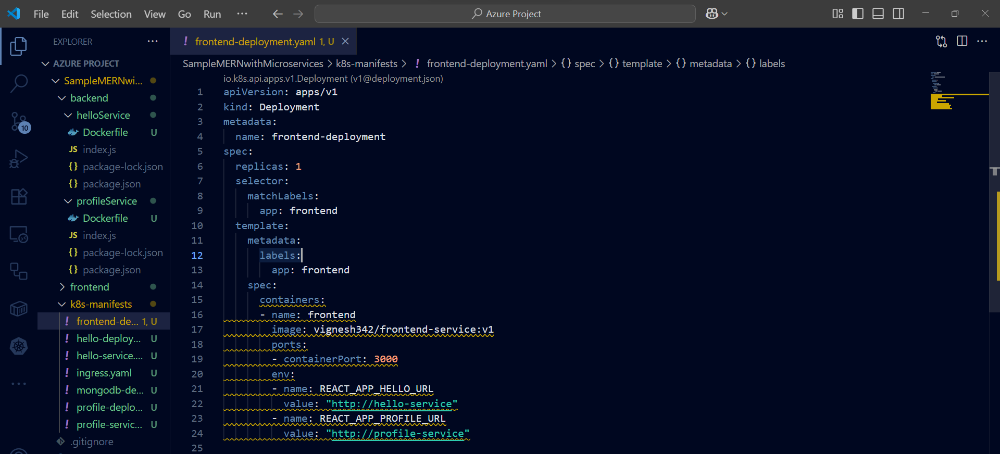 File Edit Selection View Go Run ··· Azure Project
EXPLORER ···
AZURE PROJECT
SampleMERNwi...
backend
helloService
Dockerfile U
JS index.js
{} package-lock.json
{} package.json
profileService
Dockerfile U
JS index.js
{} package-lock.json
{} package.json
frontend
k8s-manifests
! frontend-de... 1, U
! hello-deploy... U
! hello-service.... U
! ingress.yaml U
! mongodb-de... U
! profile-deplo... U
! profile-servic... U
.gitignore
10
! frontend-deployment.yaml 1, U
SampleMERNwithMicroservices > k8s-manifests > ! frontend-deployment.yaml > {} spec > {} template > {} metadata > {} labels
io.k8s.api.apps.v1.Deployment (v1@deployment.json)
1 apiVersion: apps/v1
2 kind: Deployment
3 metadata:
4 name: frontend-deployment
5 spec:
6 replicas: 1
7 selector:
8 matchLabels:
9 app: frontend
10 template:
11 metadata:
12 labels:
13 app: frontend
14 spec:
15 containers:
16 - name: frontend
17 image: vignesh342/frontend-service:v1
18 ports:
19 - containerPort: 3000
20 env:
21 - name: REACT_APP_HELLO_URL
22 value: "http://hello-service"
23 - name: REACT_APP_PROFILE_URL
24 value: "http://profile-service"
25